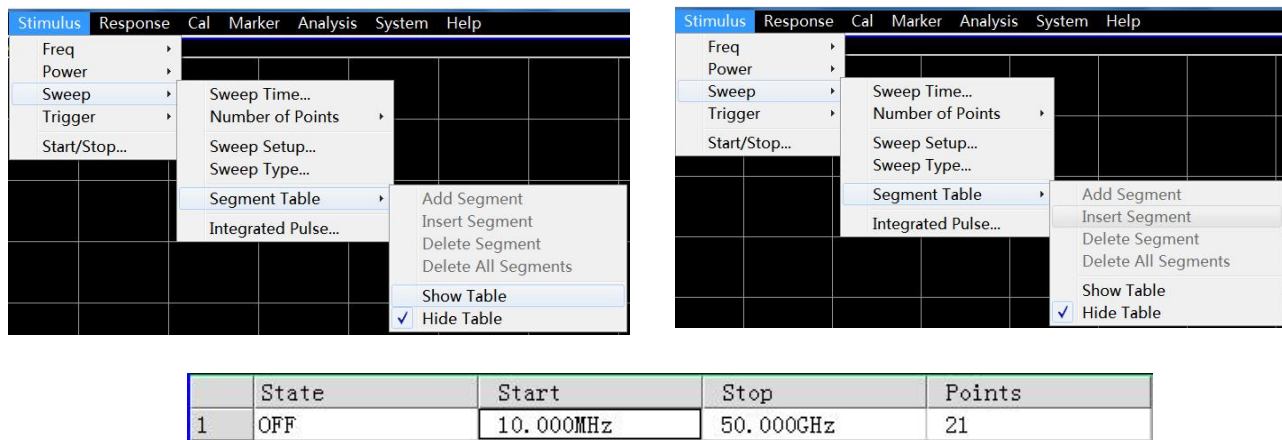 Stimulus Response Cal Marker Analysis System Help
Freq
Power
Sweep
Trigger
Start/Stop...
Sweep Time...
Number of Points
Sweep Setup...
Sweep Type...
Segment Table
Integrated Pulse...
Add Segment
Insert Segment
Delete Segment
Delete All Segments
Show Table
✓ Hide Table
Stimulus Response Cal Marker Analysis System Help
Freq
Power
Sweep
Trigger
Start/Stop...
Sweep Time...
Number of Points
Sweep Setup...
Sweep Type...
Segment Table
Integrated Pulse...
Add Segment
Insert Segment
Delete Segment
Delete All Segments
Show Table
✓ Hide Table
State Start Stop Points
1 OFF 10.000MHz 50.000GHz 21